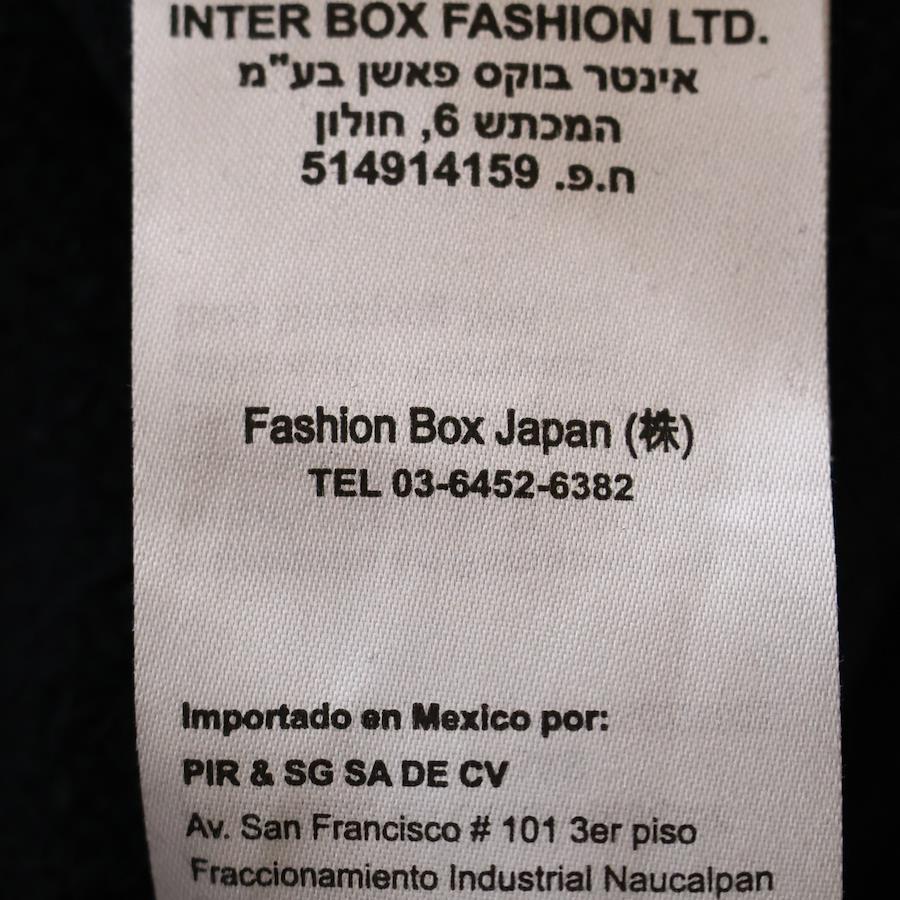 INTER BOX FASHION LTD.
אינטר בוקס פאשן בע"מ
המכתש 6, חולון
ח.פ. 514914159
Fashion Box Japan (株)
TEL 03-6452-6382
Importado en Mexico por:
PIR & SG SA DE CV
Av. San Francisco # 101 3er piso
Fraccionamiento Industrial Naucalpan